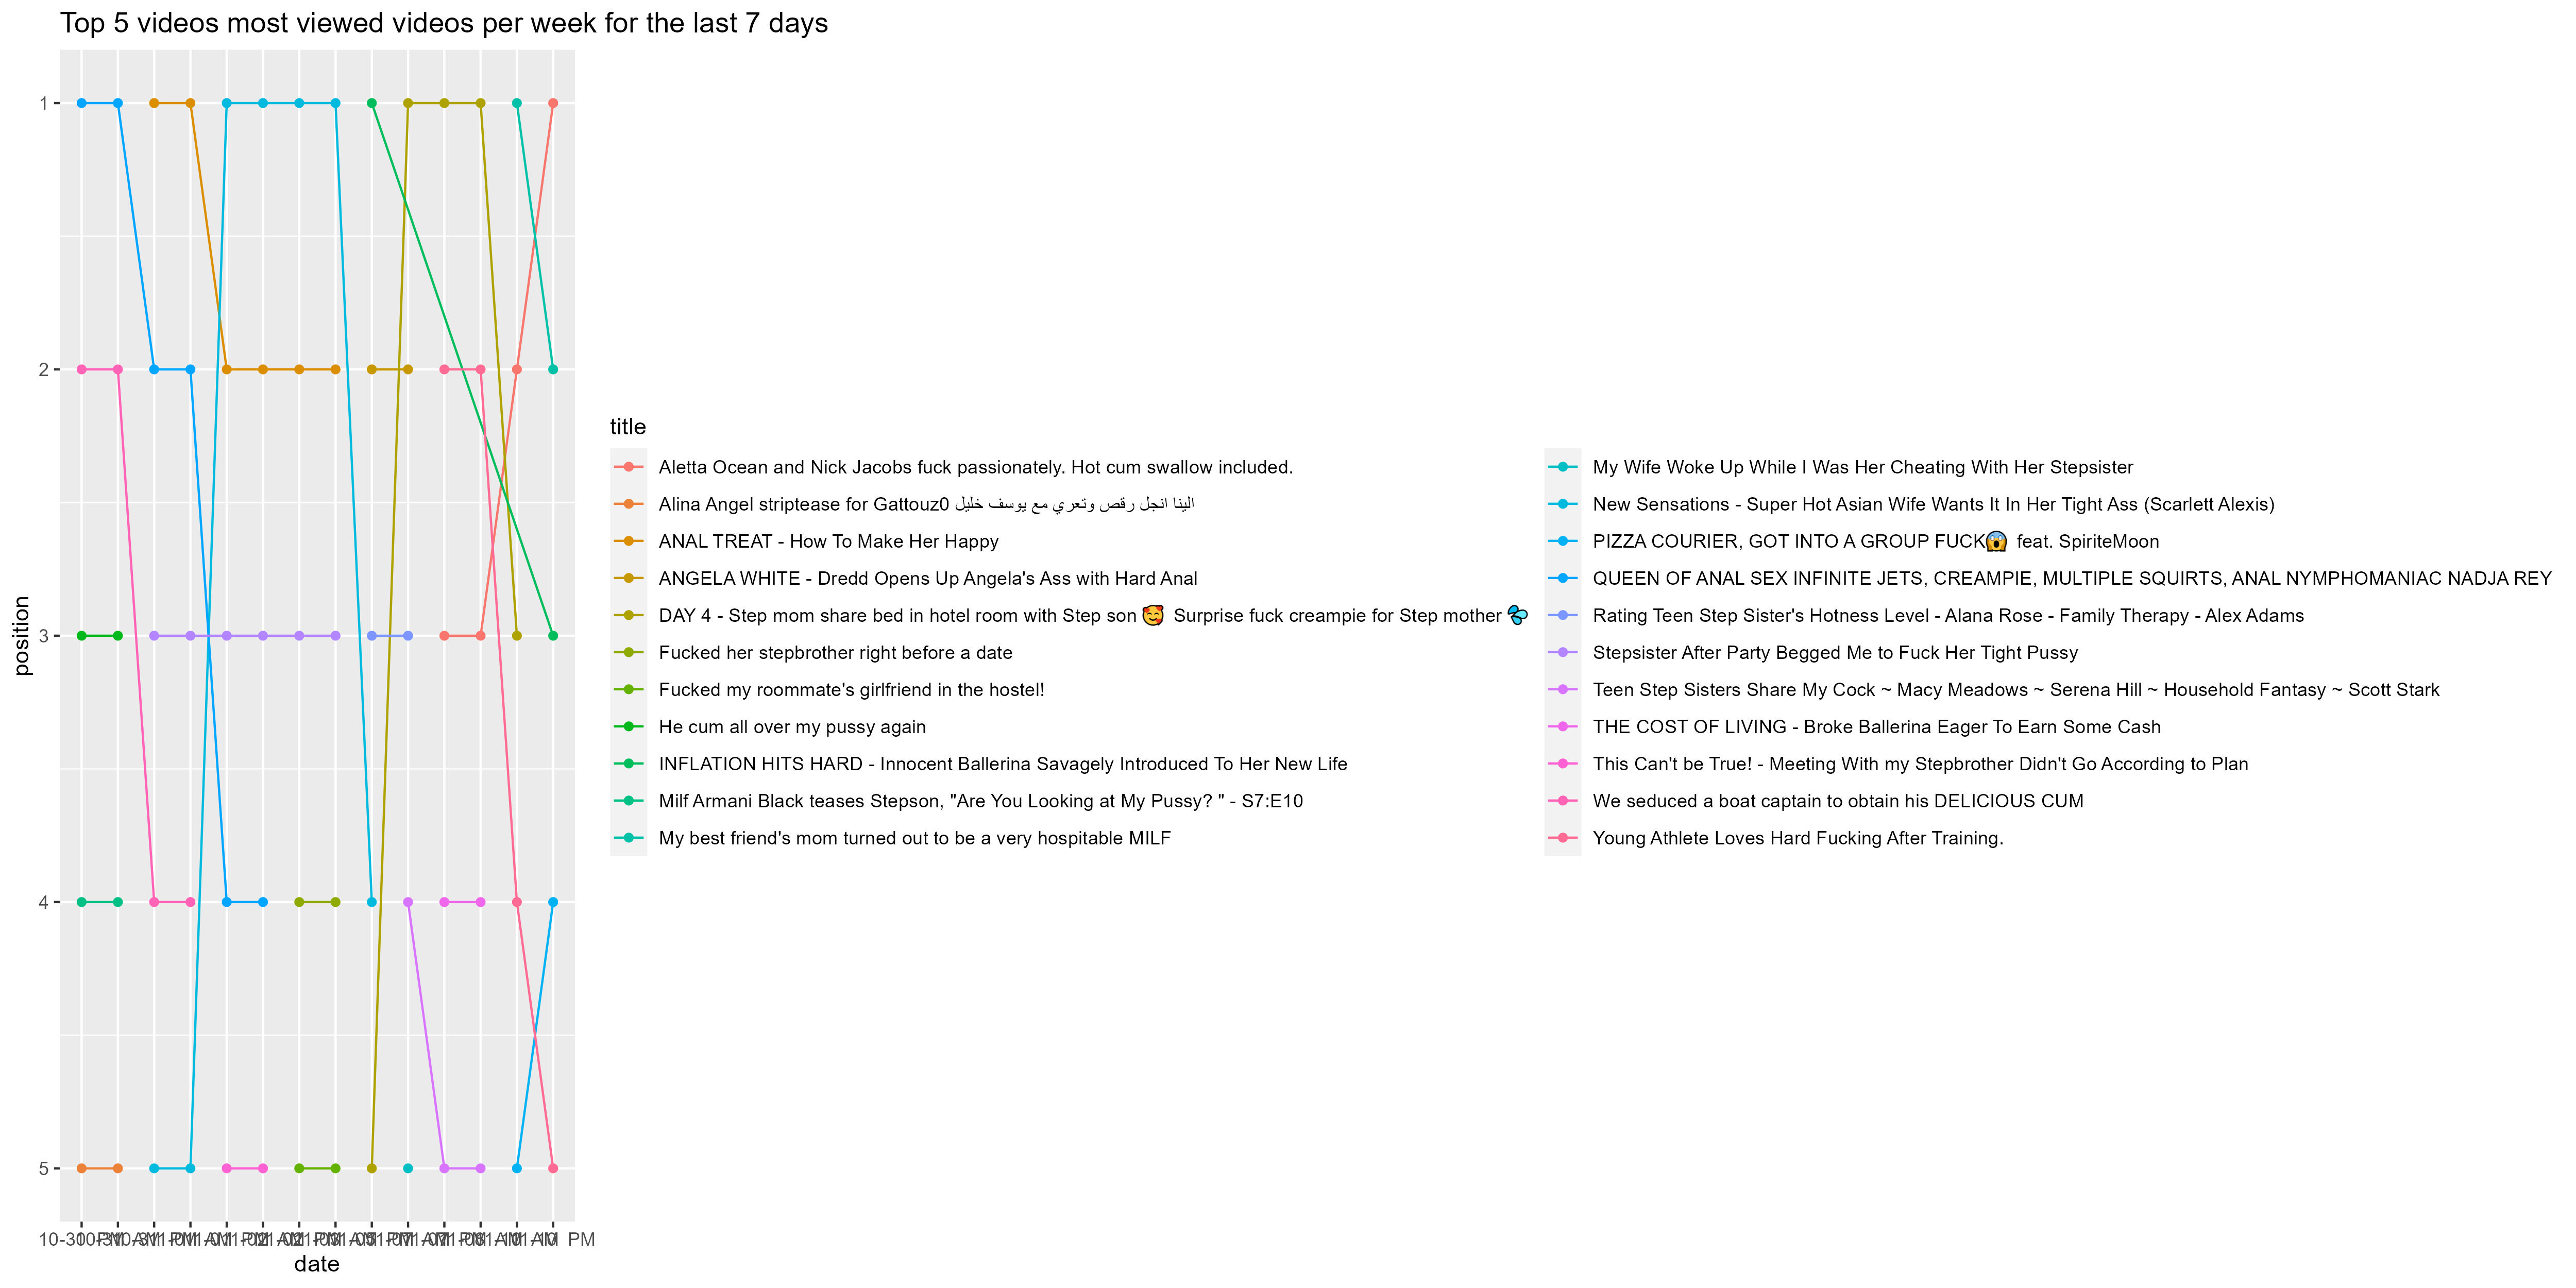 Top 5 videos most viewed videos per week for the last 7 days
position
1
2
3
4
5
date
title
Aletta Ocean and Nick Jacobs fuck passionately. Hot cum swallow included.
Alina Angel striptease for Gattouz0 الينا انجل رقص وتعري مع يوسف خليل
ANAL TREAT - How To Make Her Happy
ANGELA WHITE - Dredd Opens Up Angela's Ass with Hard Anal
DAY 4 - Step mom share bed in hotel room with Step son 🥰 Surprise fuck creampie for Step mother 💦
Fucked her stepbrother right before a date
Fucked my roommate's girlfriend in the hostel!
He cum all over my pussy again
INFLATION HITS HARD - Innocent Ballerina Savagely Introduced To Her New Life
Milf Armani Black teases Stepson, "Are You Looking at My Pussy? " - S7:E10
My best friend's mom turned out to be a very hospitable MILF
My Wife Woke Up While I Was Her Cheating With Her Stepsister
New Sensations - Super Hot Asian Wife Wants It In Her Tight Ass (Scarlett Alexis)
PIZZA COURIER, GOT INTO A GROUP FUCK😱 feat. SpiriteMoon
QUEEN OF ANAL SEX INFINITE JETS, CREAMPIE, MULTIPLE SQUIRTS, ANAL NYMPHOMANIAC NADJA REY
Rating Teen Step Sister's Hotness Level - Alana Rose - Family Therapy - Alex Adams
Stepsister After Party Begged Me to Fuck Her Tight Pussy
Teen Step Sisters Share My Cock ~ Macy Meadows ~ Serena Hill ~ Household Fantasy ~ Scott Stark
THE COST OF LIVING - Broke Ballerina Eager To Earn Some Cash
This Can't be True! - Meeting With my Stepbrother Didn't Go According to Plan
We seduced a boat captain to obtain his DELICIOUS CUM
Young Athlete Loves Hard Fucking After Training.